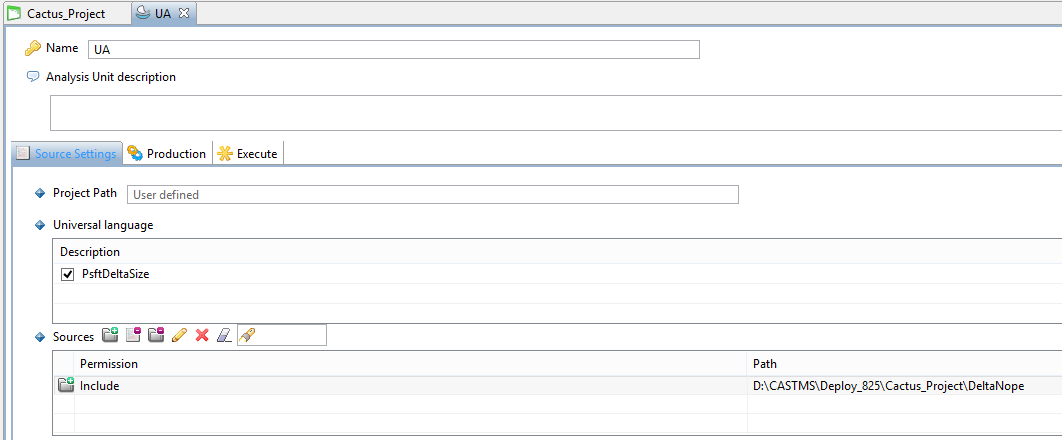 Cactus_Project UA
Name UA
Analysis Unit description
Source Settings Production Execute
Project Path User defined
Universal language
Description
PsftDeltaSize
Sources
Permission Path
Include D:\CASTMS\Deploy_825\Cactus_Project\DeltaNope